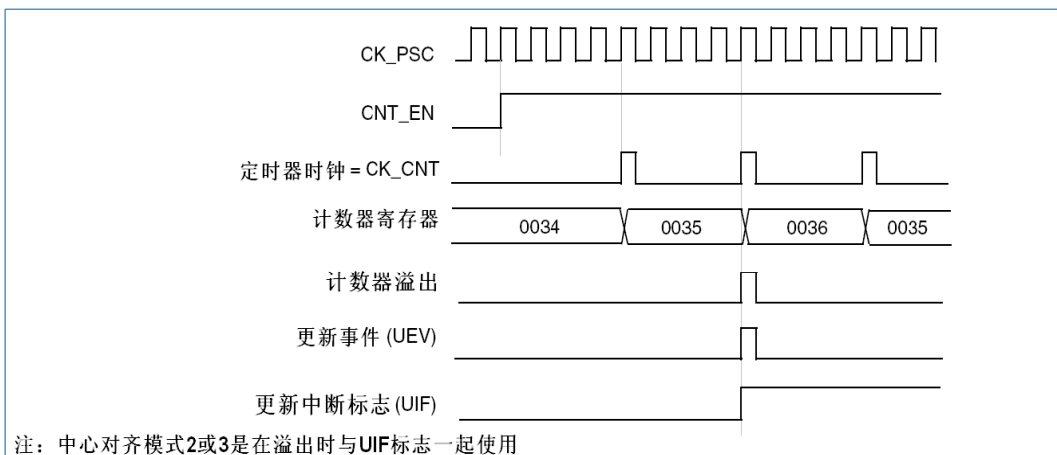 CK_PSC
CNT_EN
定时器时钟 = CK_CNT
计数器寄存器
0034 0035 0036 0035
计数器溢出
更新事件 (UEV)
更新中断标志 (UIF)
注：中心对齐模式2或3是在溢出时与UIF标志一起使用